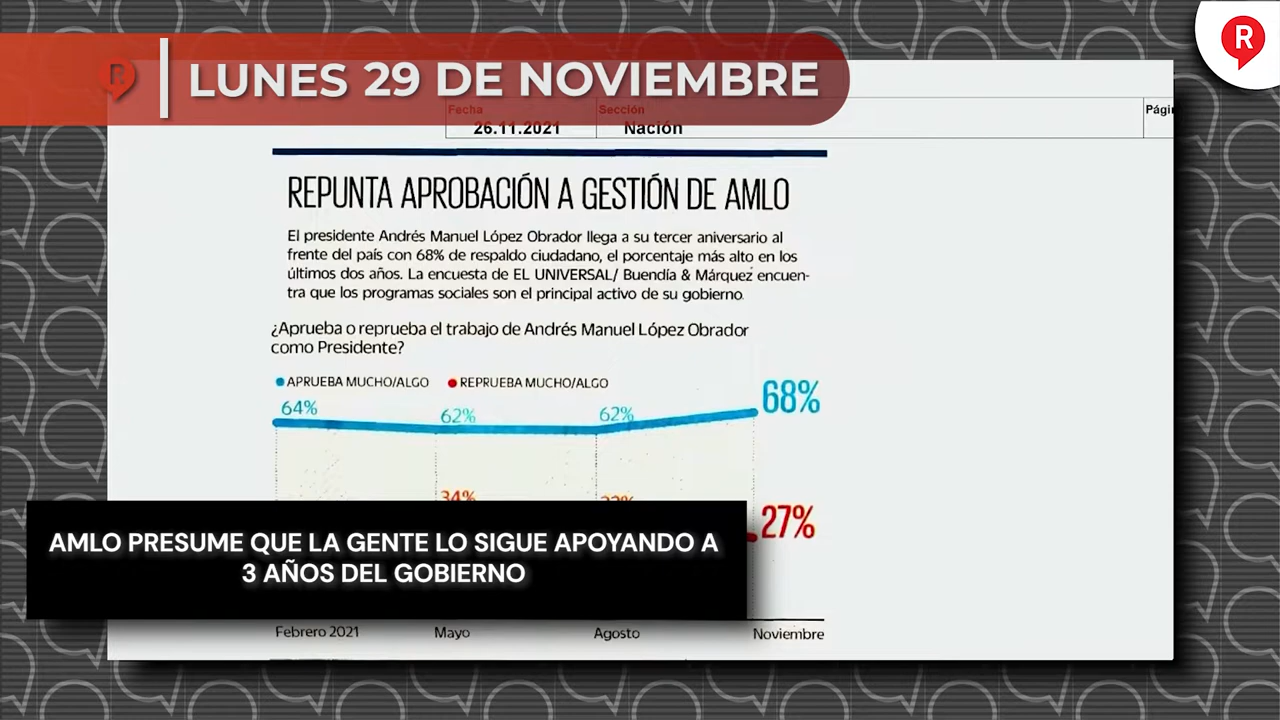 R
R
LUNES 29 DE NOVIEMBRE
Fecha
Sección
26.11.2021
Nación
REPUNTA APROBACIÓN A GESTIÓN DE AMLO
El presidente Andrés Manuel López Obrador llega a su tercer aniversario al
frente del país con 68% de respaldo ciudadano, el porcentaje más alto en los
últimos dos años. La encuesta de EL UNIVERSAL/ Buendía & Márquez encuen-
tra que los programas sociales son el principal activo de su gobierno.
¿Aprueba o reprueba el trabajo de Andrés Manuel López Obrador
como Presidente?
APRUEBA MUCHO/ALGO
REPRUEBA MUCHO/ALGO
64%
62%
62%
68%
34%
27%
AMLO PRESUME QUE LA GENTE LO SIGUE APOYANDO A
3 AÑOS DEL GOBIERNO
Febrero 2021
Mayo
Agosto
Noviembre